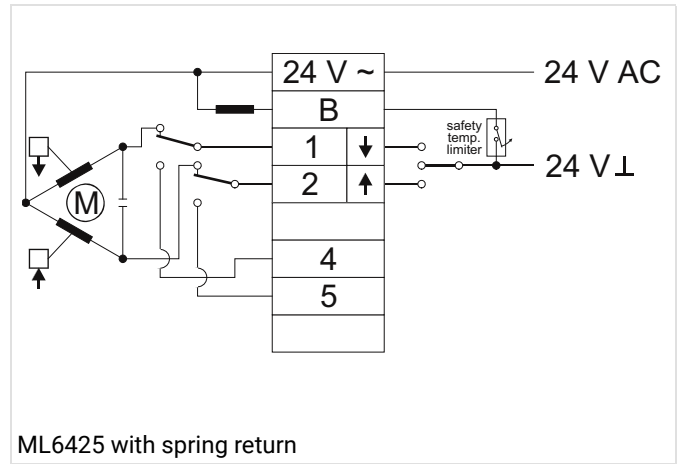 24 V ~ 24 V AC
B
safety
temp.
limiter
1 ↓
24 V ⊥
2 ↑
M
4
5
ML6425 with spring return